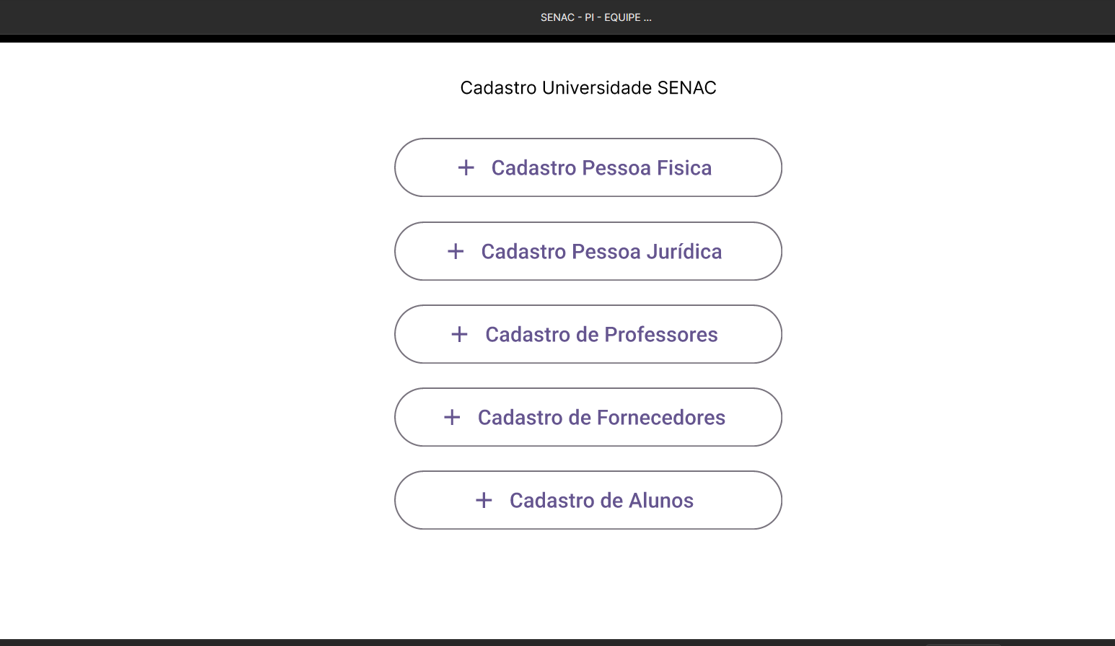 SENAC - PI - EQUIPE ...
Cadastro Universidade SENAC
+ Cadastro Pessoa Fisica
+ Cadastro Pessoa Jurídica
+ Cadastro de Professores
+ Cadastro de Fornecedores
+ Cadastro de Alunos